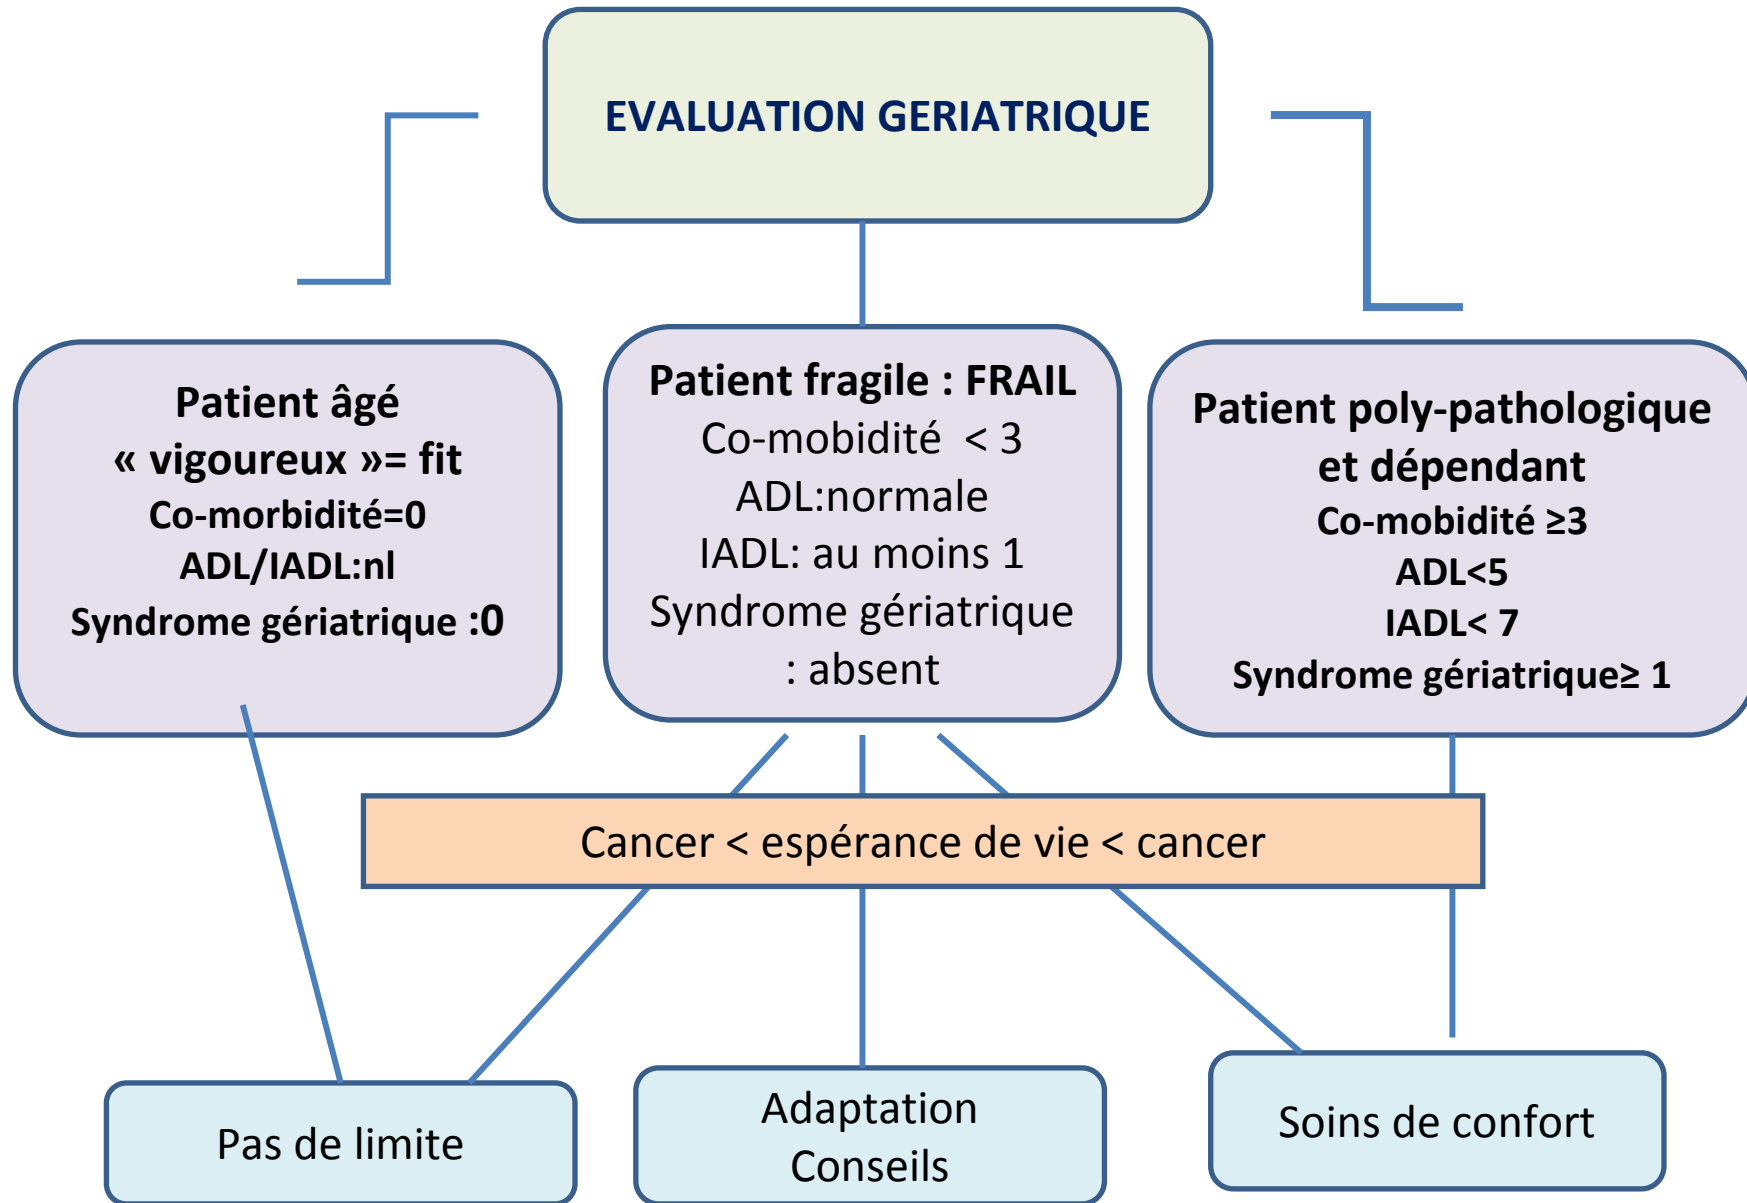 EVALUATION GERIATRIQUE
Patient âgé
« vigoureux »= fit
Co-morbidité=0
ADL/IADL:nl
Syndrome gériatrique :0
Patient fragile : FRAIL
Co-mobidité < 3
ADL:normale
IADL: au moins 1
Syndrome gériatrique
: absent
Patient poly-pathologique
et dépendant
Co-mobidité ≥3
ADL<5
IADL< 7
Syndrome gériatrique≥ 1
Cancer < espérance de vie < cancer
Pas de limite
Adaptation
Conseils
Soins de confort